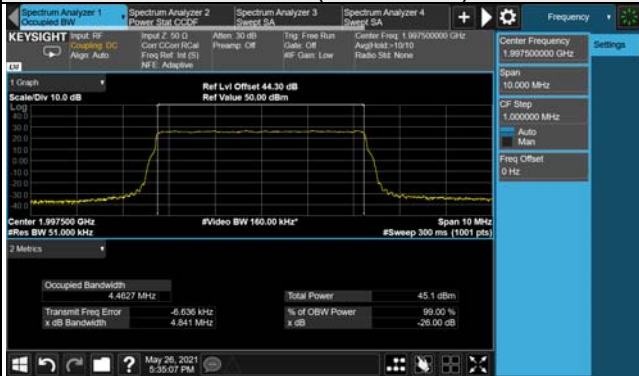 Spectrum Analyzer 1
Occupied BW
Spectrum Analyzer 2
Power Stat CCDF
Spectrum Analyzer 3
Swept SA
Spectrum Analyzer 4
Swept SA
Frequency
KEYSIGHT
Input: RF
Coupling: DC
Align: Auto
Input Z: 50 Ω
Corr CCorr RCal
Freq Ref: Int (S)
NFE: Adaptive
Atten: 30 dB
Preamp: Off
Trig: Free Run
Gate: Off
#IF Gain: Low
Center Freq: 1.997500000 GHz
Avg|Hold:>10/10
Radio Std: None
Center Frequency
1.997500000 GHz
Settings
Span
10.000 MHz
CF Step
1.000000 MHz
Auto
Man
Freq Offset
0 Hz
1 Graph
Scale/Div 10.0 dB
Ref Lvl Offset 44.30 dB
Ref Value 50.00 dBm
Log
40.0
30.0
20.0
10.0
0.00
-10.0
-20.0
-30.0
-40.0
Center 1.997500 GHz
#Res BW 51.000 kHz
#Video BW 160.00 kHz*
Span 10 MHz
#Sweep 300 ms (1001 pts)
2 Metrics
Occupied Bandwidth
4.4627 MHz
Total Power 45.1 dBm
Transmit Freq Error -6.636 kHz
% of OBW Power 99.00 %
x dB Bandwidth 4.841 MHz
x dB -26.00 dB
?
May 26, 2021
5:35:07 PM